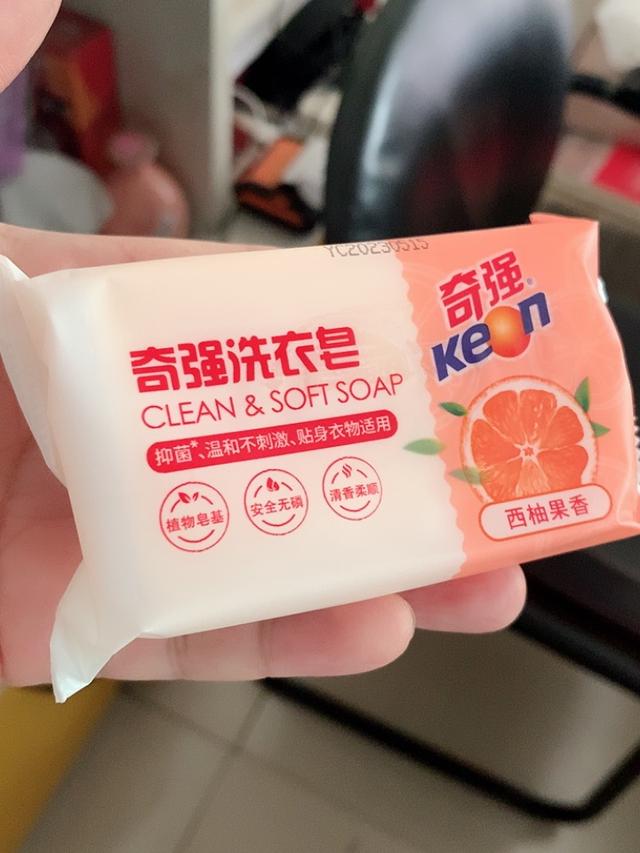 YC20230515
奇强®
keon
奇强洗衣皂
CLEAN & SOFT SOAP
抑菌*、温和不刺激、贴身衣物适用
植物皂基
安全无磷
清香柔顺
西柚果香